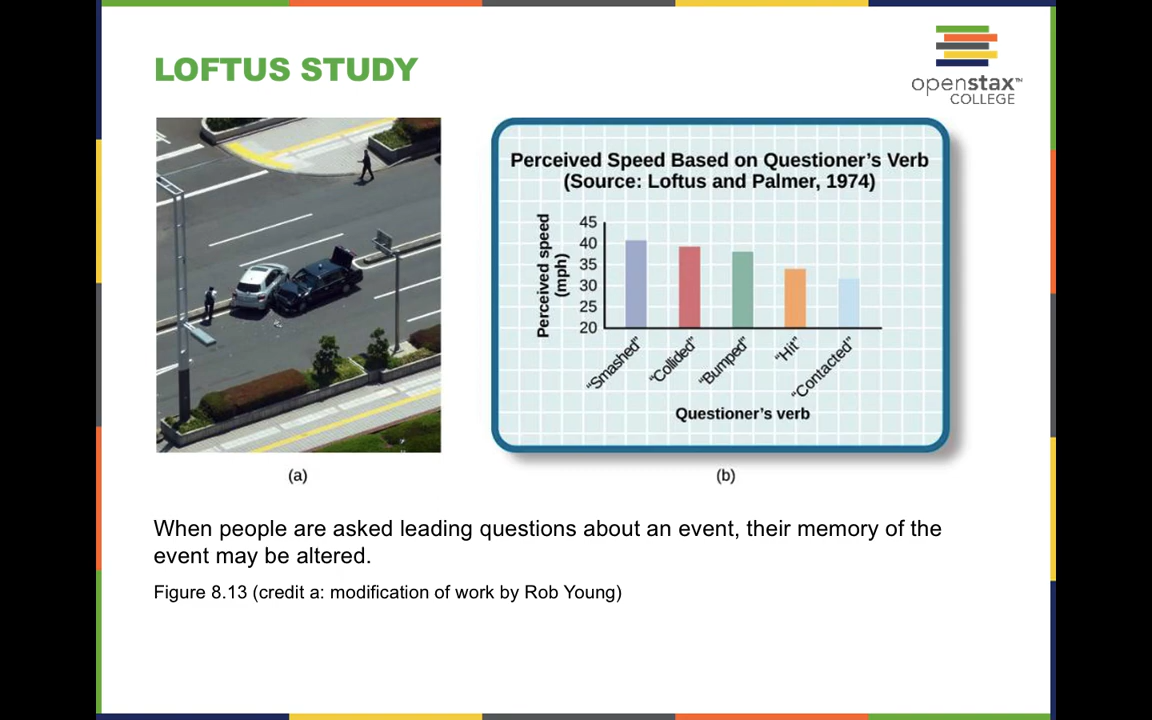 LOFTUS STUDY
openstax™
COLLEGE
Perceived Speed Based on Questioner’s Verb
(Source: Loftus and Palmer, 1974)
Perceived speed
(mph)
45
40
35
30
25
20
“Smashed”
“Collided”
“Bumped”
“Hit”
“Contacted”
Questioner’s verb
(a)
(b)
When people are asked leading questions about an event, their memory of the
event may be altered.
Figure 8.13 (credit a: modification of work by Rob Young)